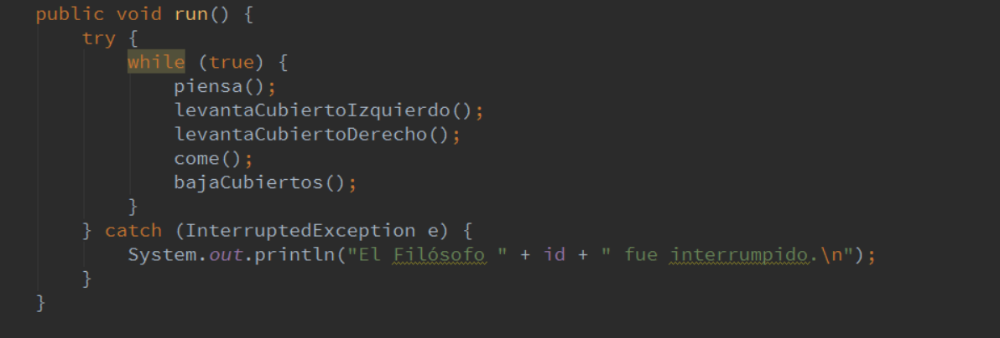 public void run() {
try {
while (true) {
piensa();
levantaCubiertoIzquierdo();
levantaCubiertoDerecho();
come();
bajaCubiertos();
}
} catch (InterruptedException e) {
System.out.println("El Filósofo " + id + " fue interrumpido.\n");
}
}